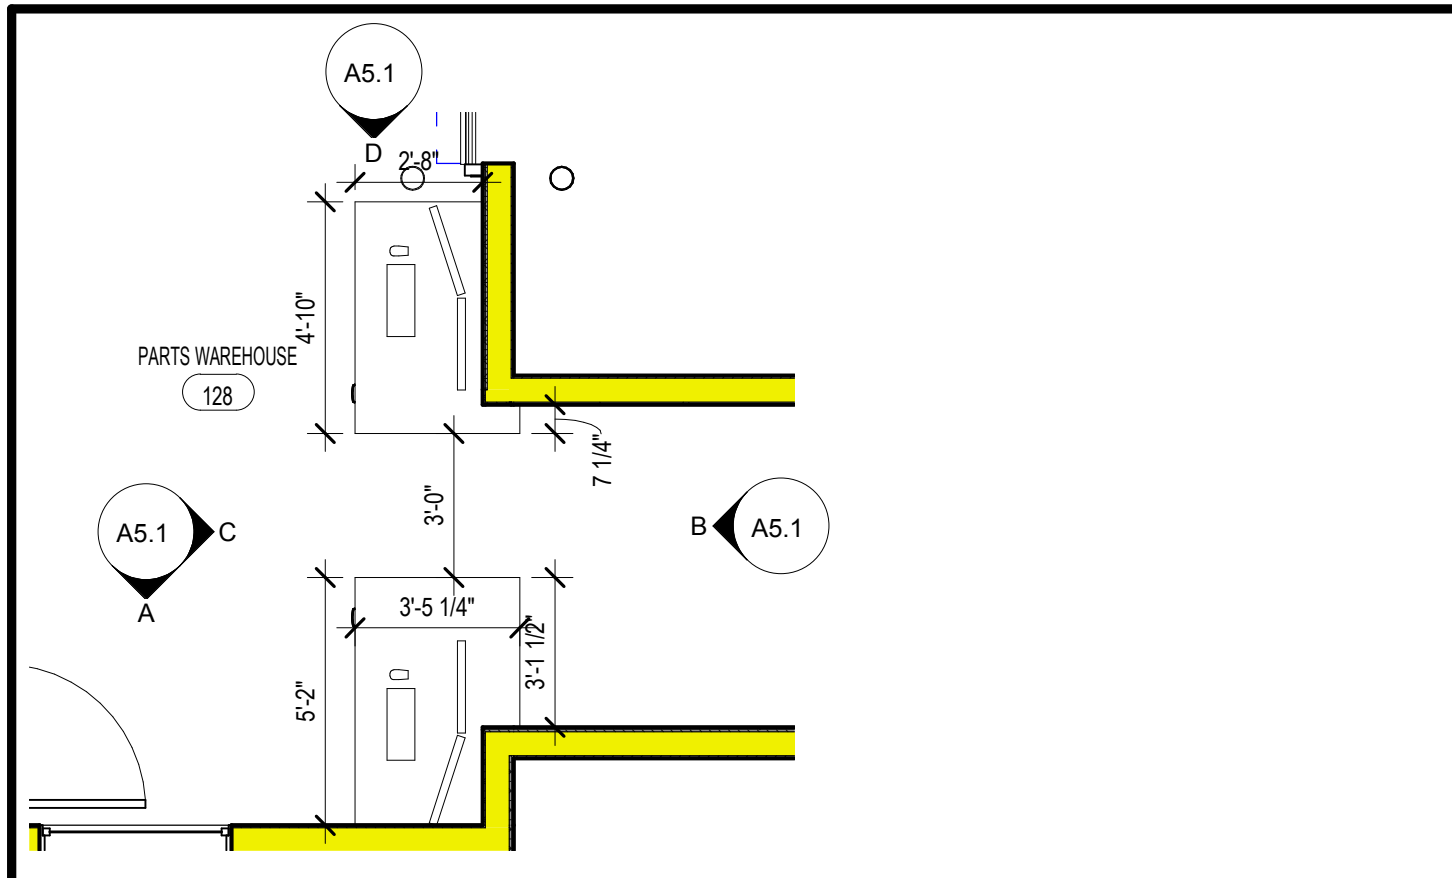 A5.1
D
2'-8"
4'-10"
PARTS WAREHOUSE
128
7 1/4"
3'-0"
A5.1
C
A
B
A5.1
3'-5 1/4"
3'-1 1/2"
5'-2"